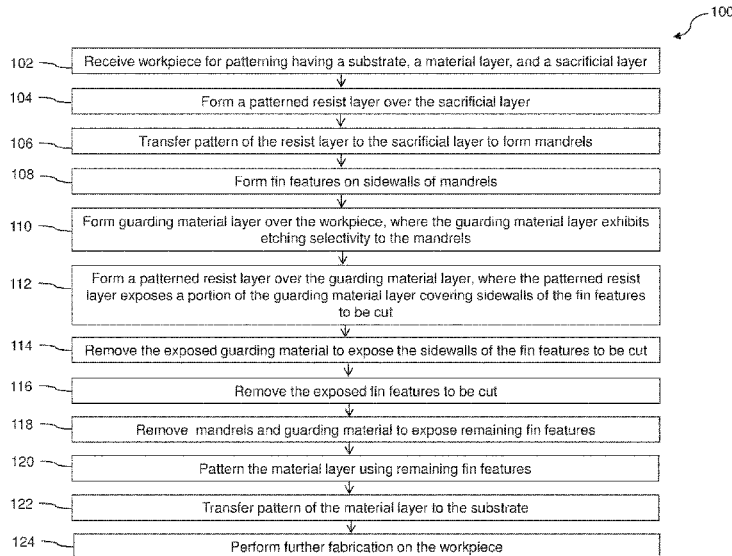 100
102 Receive workpiece for patterning having a substrate, a material layer, and a sacrificial layer
104 Form a patterned resist layer over the sacrificial layer
106 Transfer pattern of the resist layer to the sacrificial layer to form mandrels
108 Form fin features on sidewalls of mandrels
110 Form guarding material layer over the workpiece, where the guarding material layer exhibits
etching selectivity to the mandrels
112 Form a patterned resist layer over the guarding material layer, where the patterned resist
layer exposes a portion of the guarding material layer covering sidewalls of the fin features
to be cut
114 Remove the exposed guarding material to expose the sidewalls of the fin features to be cut
116 Remove the exposed fin features to be cut
118 Remove mandrels and guarding material to expose remaining fin features
120 Pattern the material layer using remaining fin features
122 Transfer pattern of the material layer to the substrate
124 Perform further fabrication on the workpiece